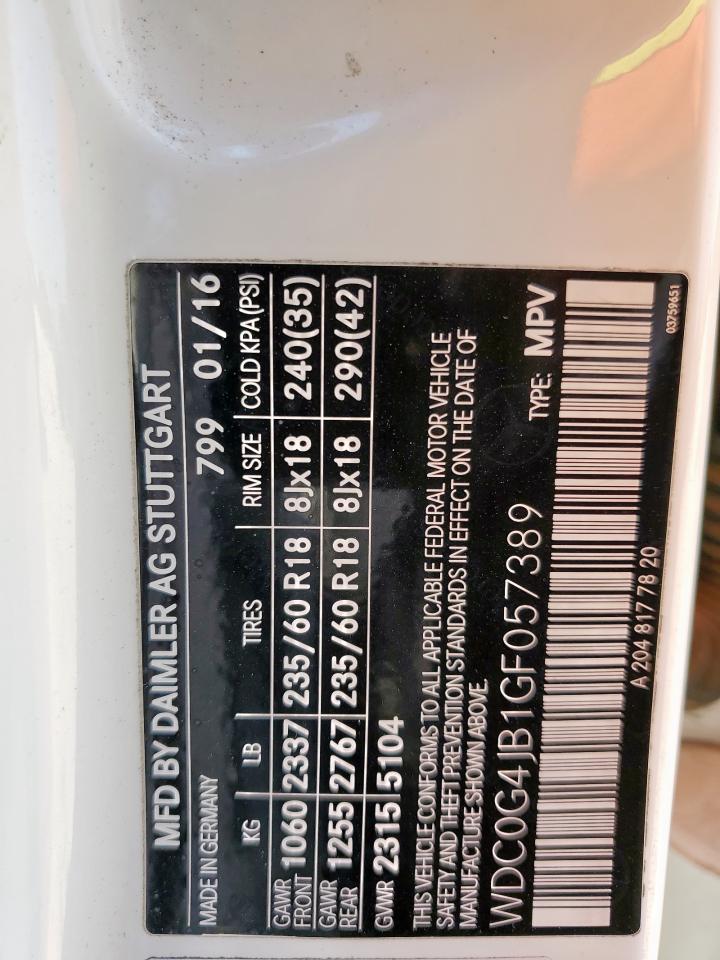 MFD BY DAIMLER AG STUTTGART
MADE IN GERMANY 799 01/16
KG LB TIRES RIM SIZE COLD KPA (PSI)
GAWR FRONT 1060 2337 235/60 R18 8Jx18 240(35)
GAWR REAR 1255 2767 235/60 R18 8Jx18 290(42)
GVWR 2315 5104
THIS VEHICLE CONFORMS TO ALL APPLICABLE FEDERAL MOTOR VEHICLE
SAFETY AND THEFT PREVENTION STANDARDS IN EFFECT ON THE DATE OF
MANUFACTURE SHOWN ABOVE.
WDC0G4JB1GF057389 TYPE: MPV
A 204 817 78 20
03759651